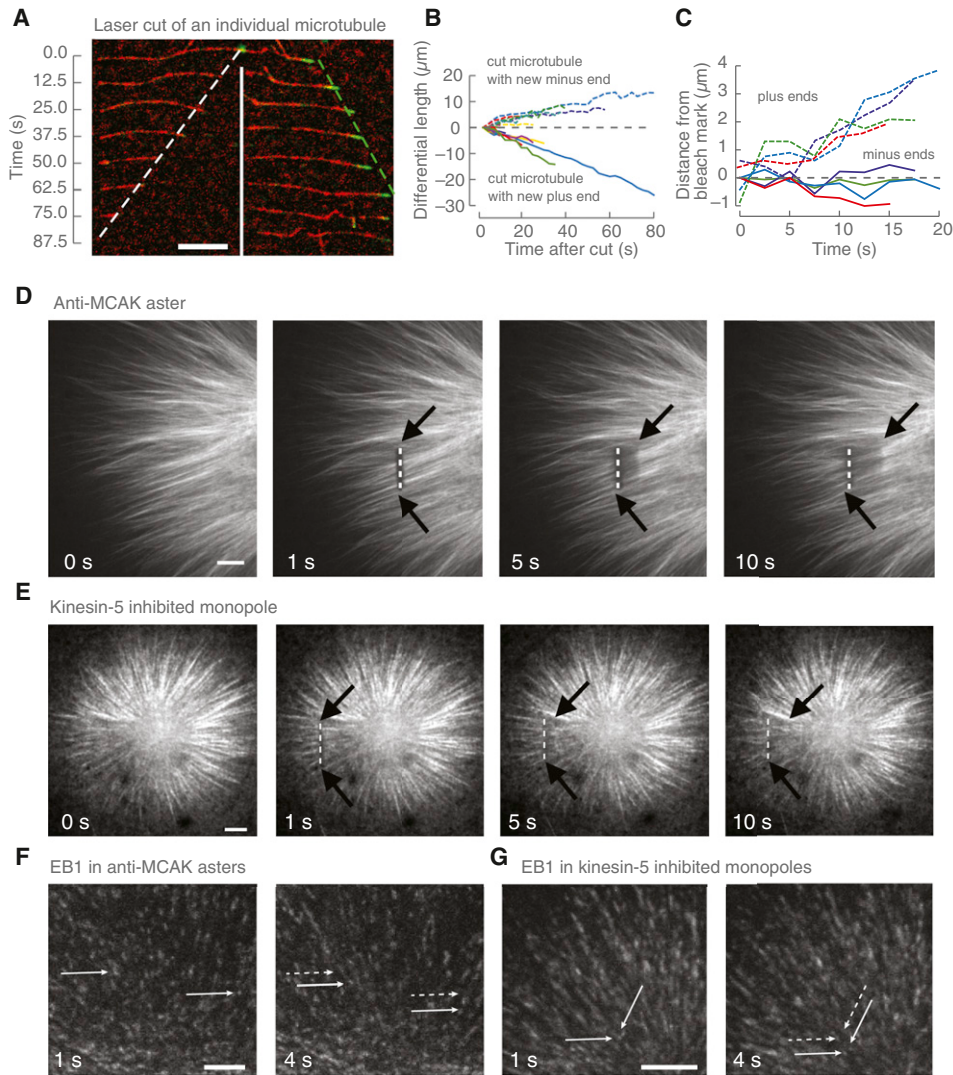 A
Laser cut of an individual microtubule
Time (s)
0.0
12.5
25.0
37.5
50.0
62.5
75.0
87.5
B
Differential length (μm)
20
10
0
−10
−20
−30
cut microtubule
with new minus end
cut microtubule
with new plus end
0
20
40
60
80
Time after cut (s)
C
Distance from
bleach mark (μm)
4
3
2
1
0
−1
plus ends
minus ends
0
5
10
15
20
Time (s)
D
Anti-MCAK aster
0 s
1 s
5 s
10 s
E
Kinesin-5 inhibited monopole
0 s
1 s
5 s
10 s
F
EB1 in anti-MCAK asters
1 s
4 s
G
EB1 in kinesin-5 inhibited monopoles
1 s
4 s